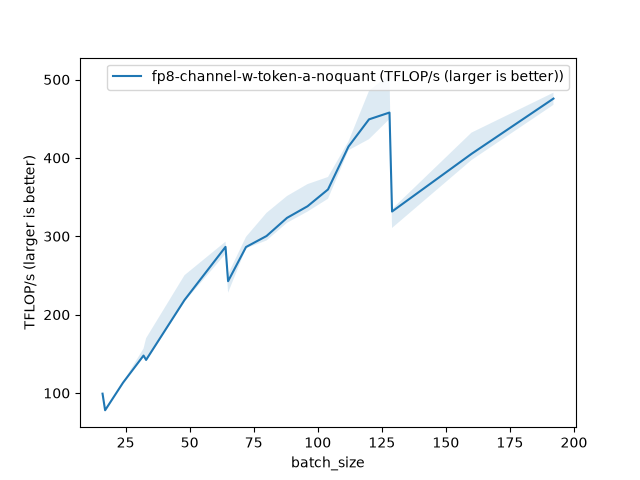 fp8-channel-w-token-a-noquant (TFLOP/s (larger is better))
TFLOP/s (larger is better)
500
400
300
200
100
25 50 75 100 125 150 175 200
batch_size